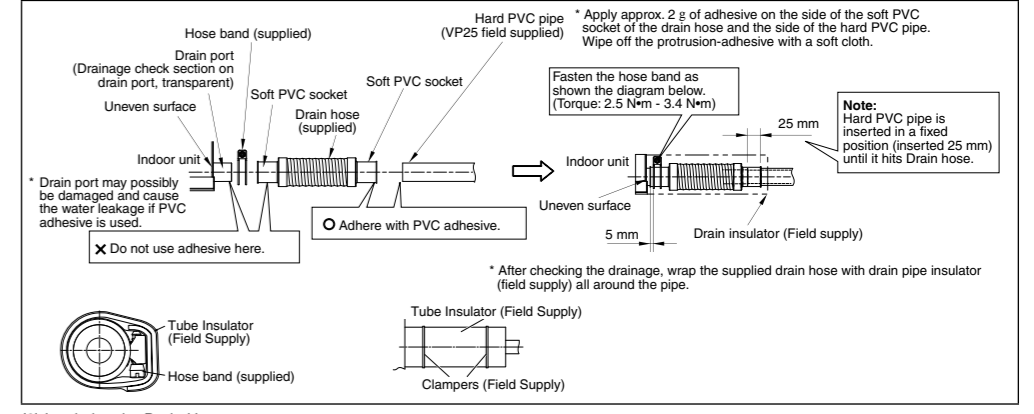 Hard PVC pipe
(VP25 field supplied)
* Apply approx. 2 g of adhesive on the side of the soft PVC
socket of the drain hose and the side of the hard PVC pipe.
Wipe off the protrusion-adhesive with a soft cloth.
Hose band (supplied)
Drain port
(Drainage check section on
drain port, transparent)
Uneven surface
Soft PVC socket
Soft PVC socket
Drain hose
(supplied)
Indoor unit
* Drain port may possibly
be damaged and cause
the water leakage if PVC
adhesive is used.
X Do not use adhesive here.
O Adhere with PVC adhesive.
Fasten the hose band as
shown the diagram below.
(Torque: 2.5 N•m - 3.4 N•m)
25 mm
Note:
Hard PVC pipe is
inserted in a fixed
position (inserted 25 mm)
until it hits Drain hose.
Indoor unit
Uneven surface
5 mm
Drain insulator (Field supply)
* After checking the drainage, wrap the supplied drain hose with drain pipe insulator
(field supply) all around the pipe.
Tube Insulator
(Field Supply)
Hose band (supplied)
Tube Insulator (Field Supply)
Clampers (Field Supply)